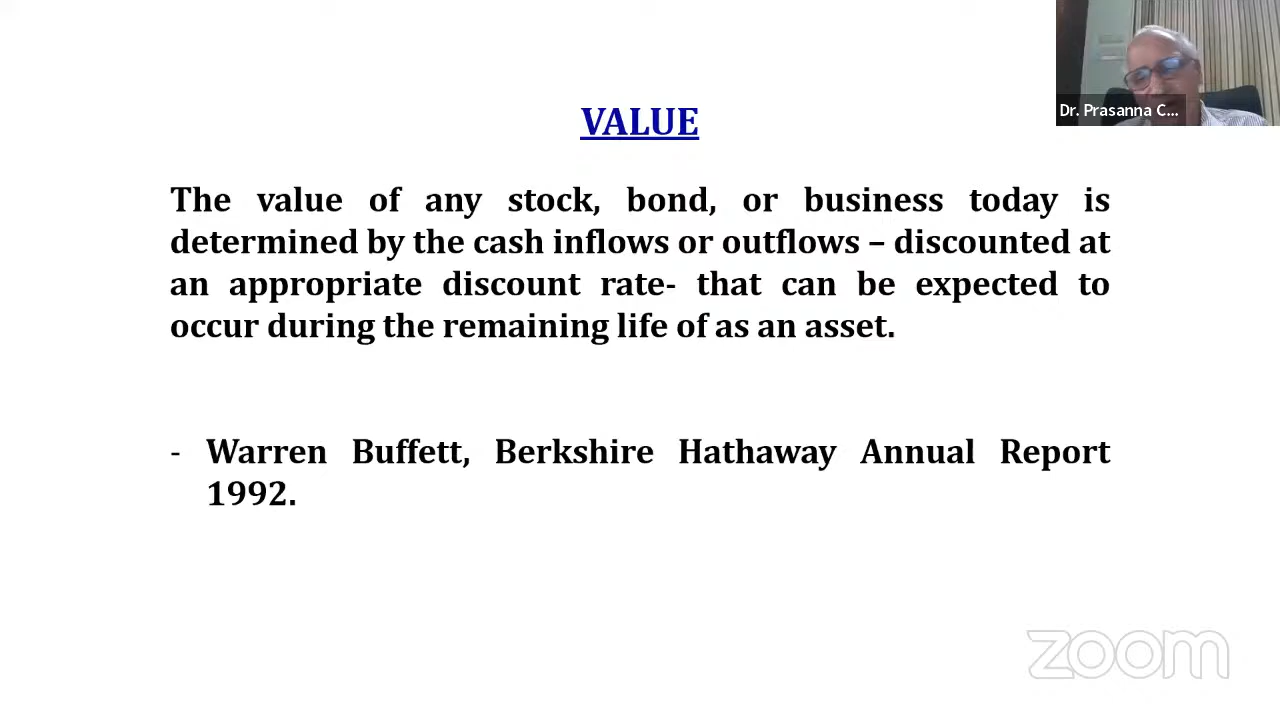 Dr. Prasanna C...
VALUE
The value of any stock, bond, or business today is
determined by the cash inflows or outflows – discounted at
an appropriate discount rate- that can be expected to
occur during the remaining life of as an asset.
- Warren Buffett, Berkshire Hathaway Annual Report
1992.
zoom